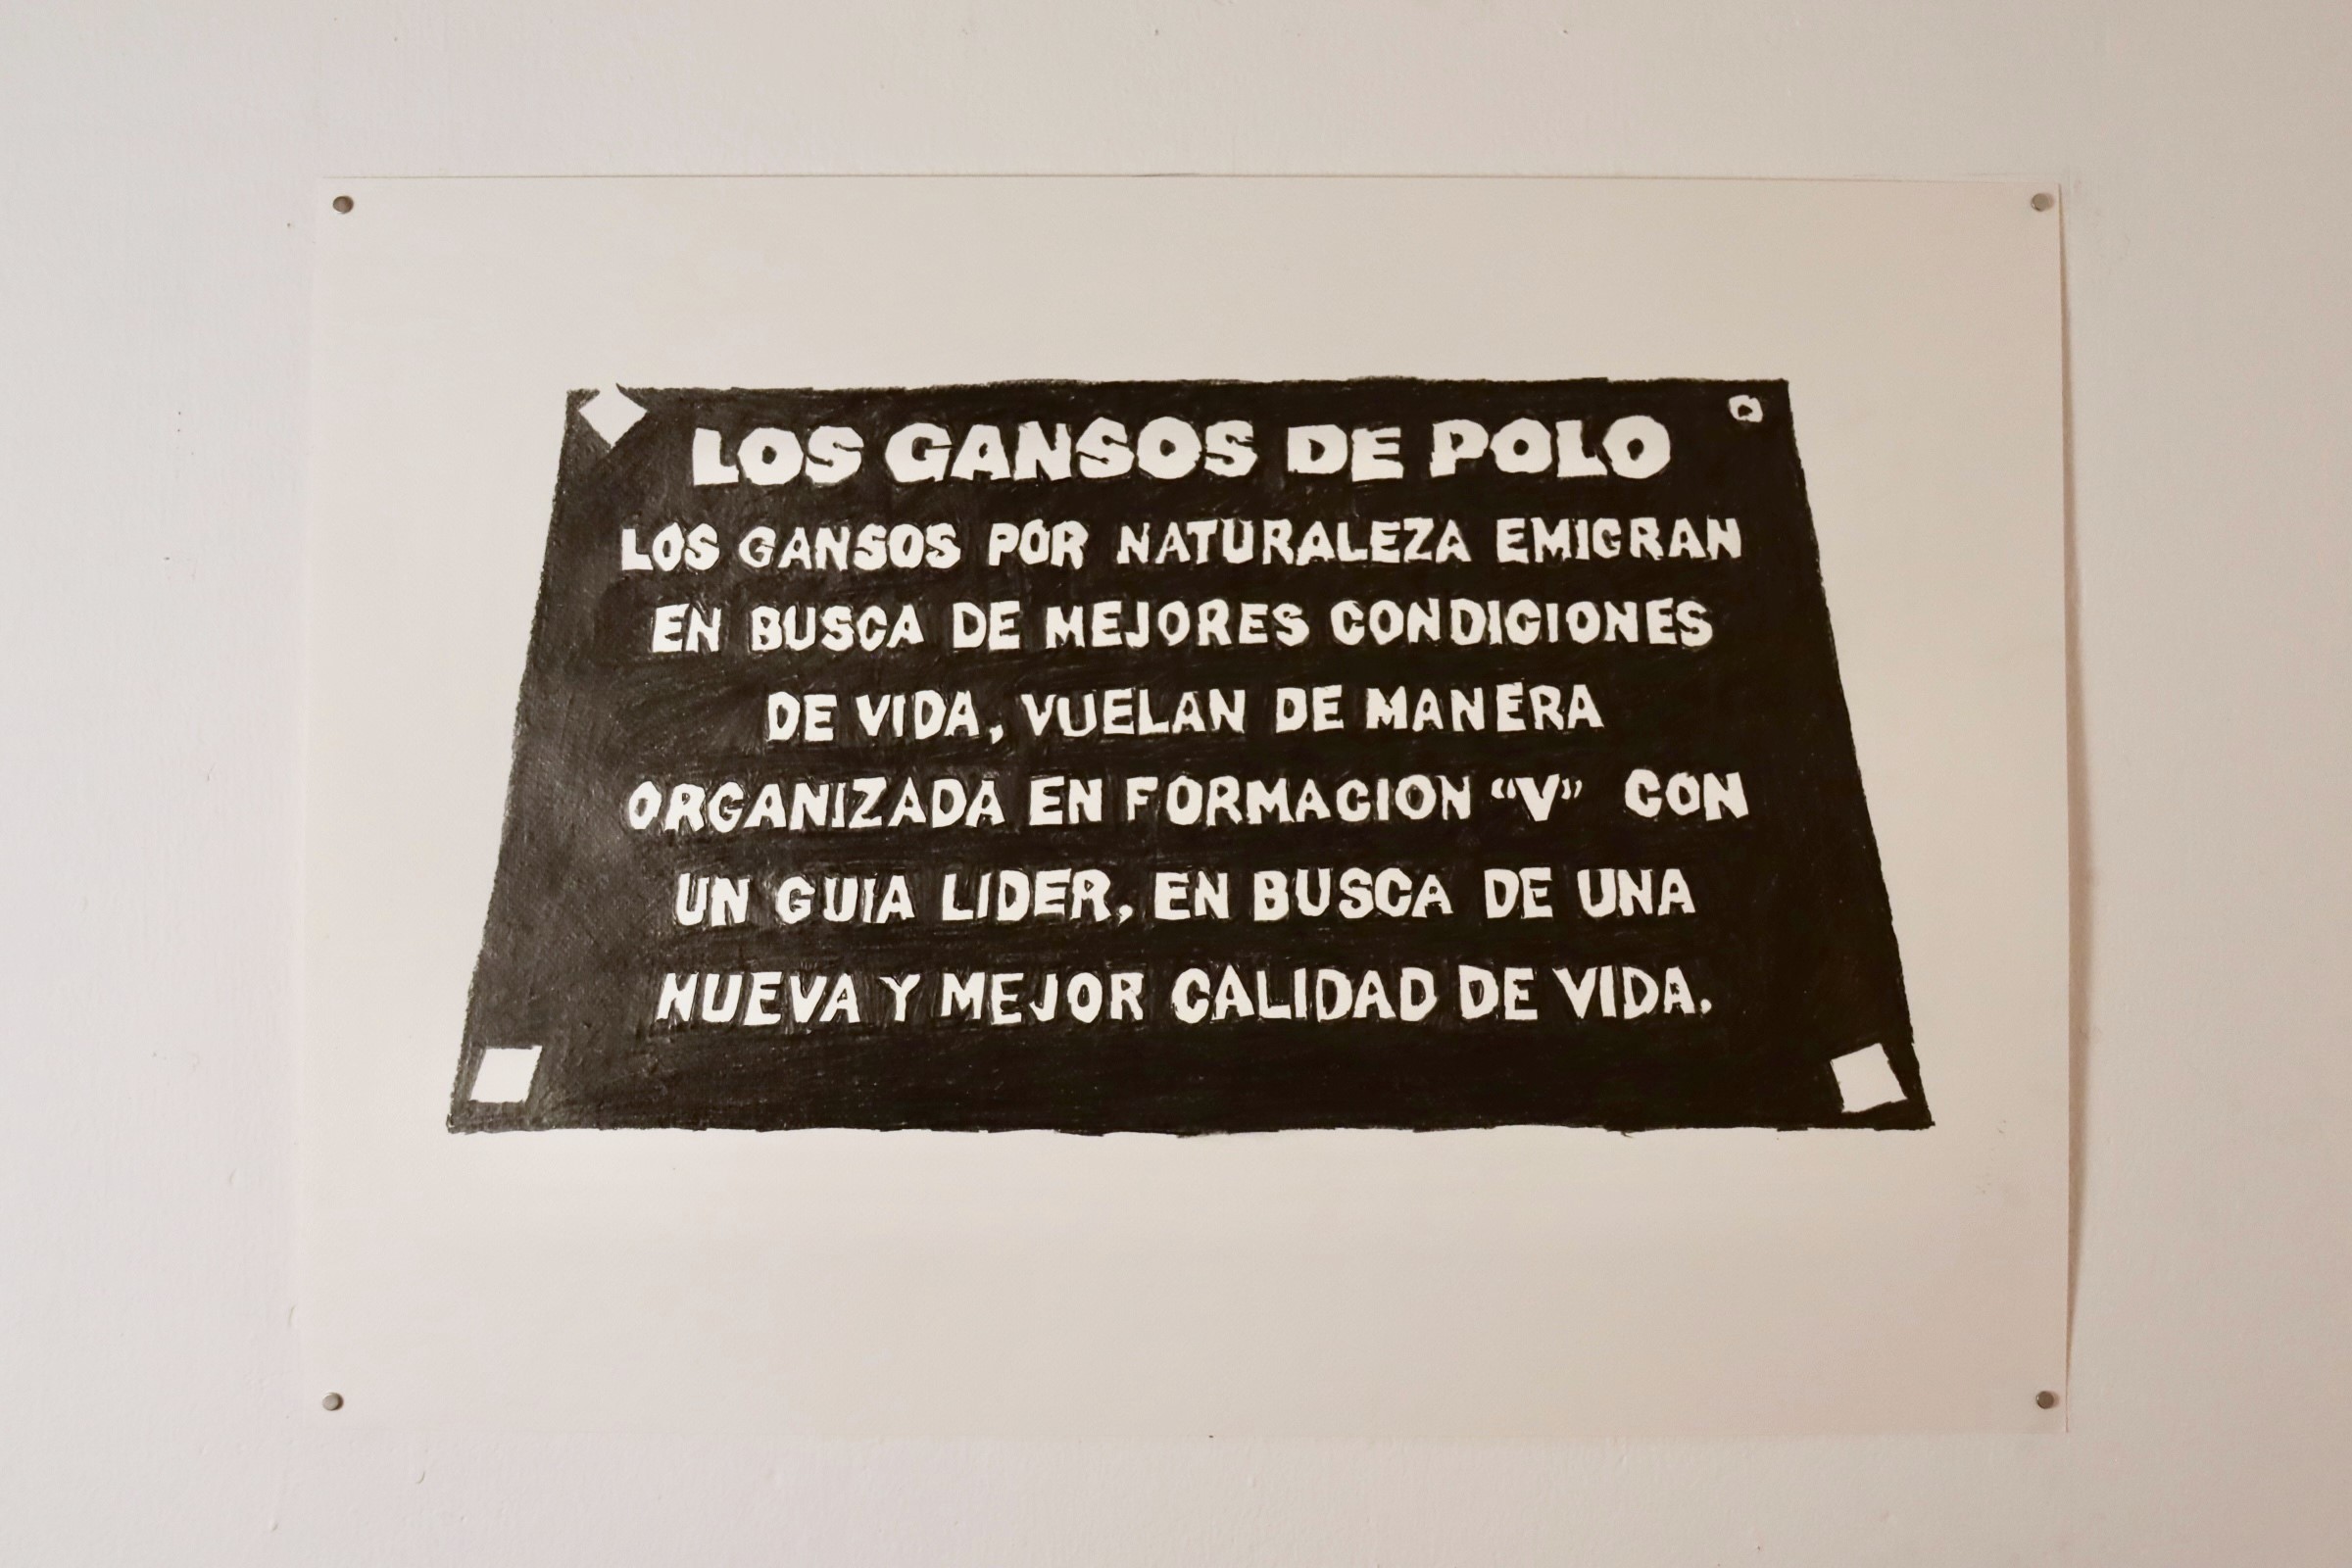 LOS GANSOS DE POLO
LOS GANSOS POR NATURALEZA EMIGRAN
EN BUSCA DE MEJORES CONDICIONES
DE VIDA, VUELAN DE MANERA
ORGANIZADA EN FORMACION “V” CON
UN GUIA LIDER, EN BUSCA DE UNA
NUEVA Y MEJOR CALIDAD DE VIDA.